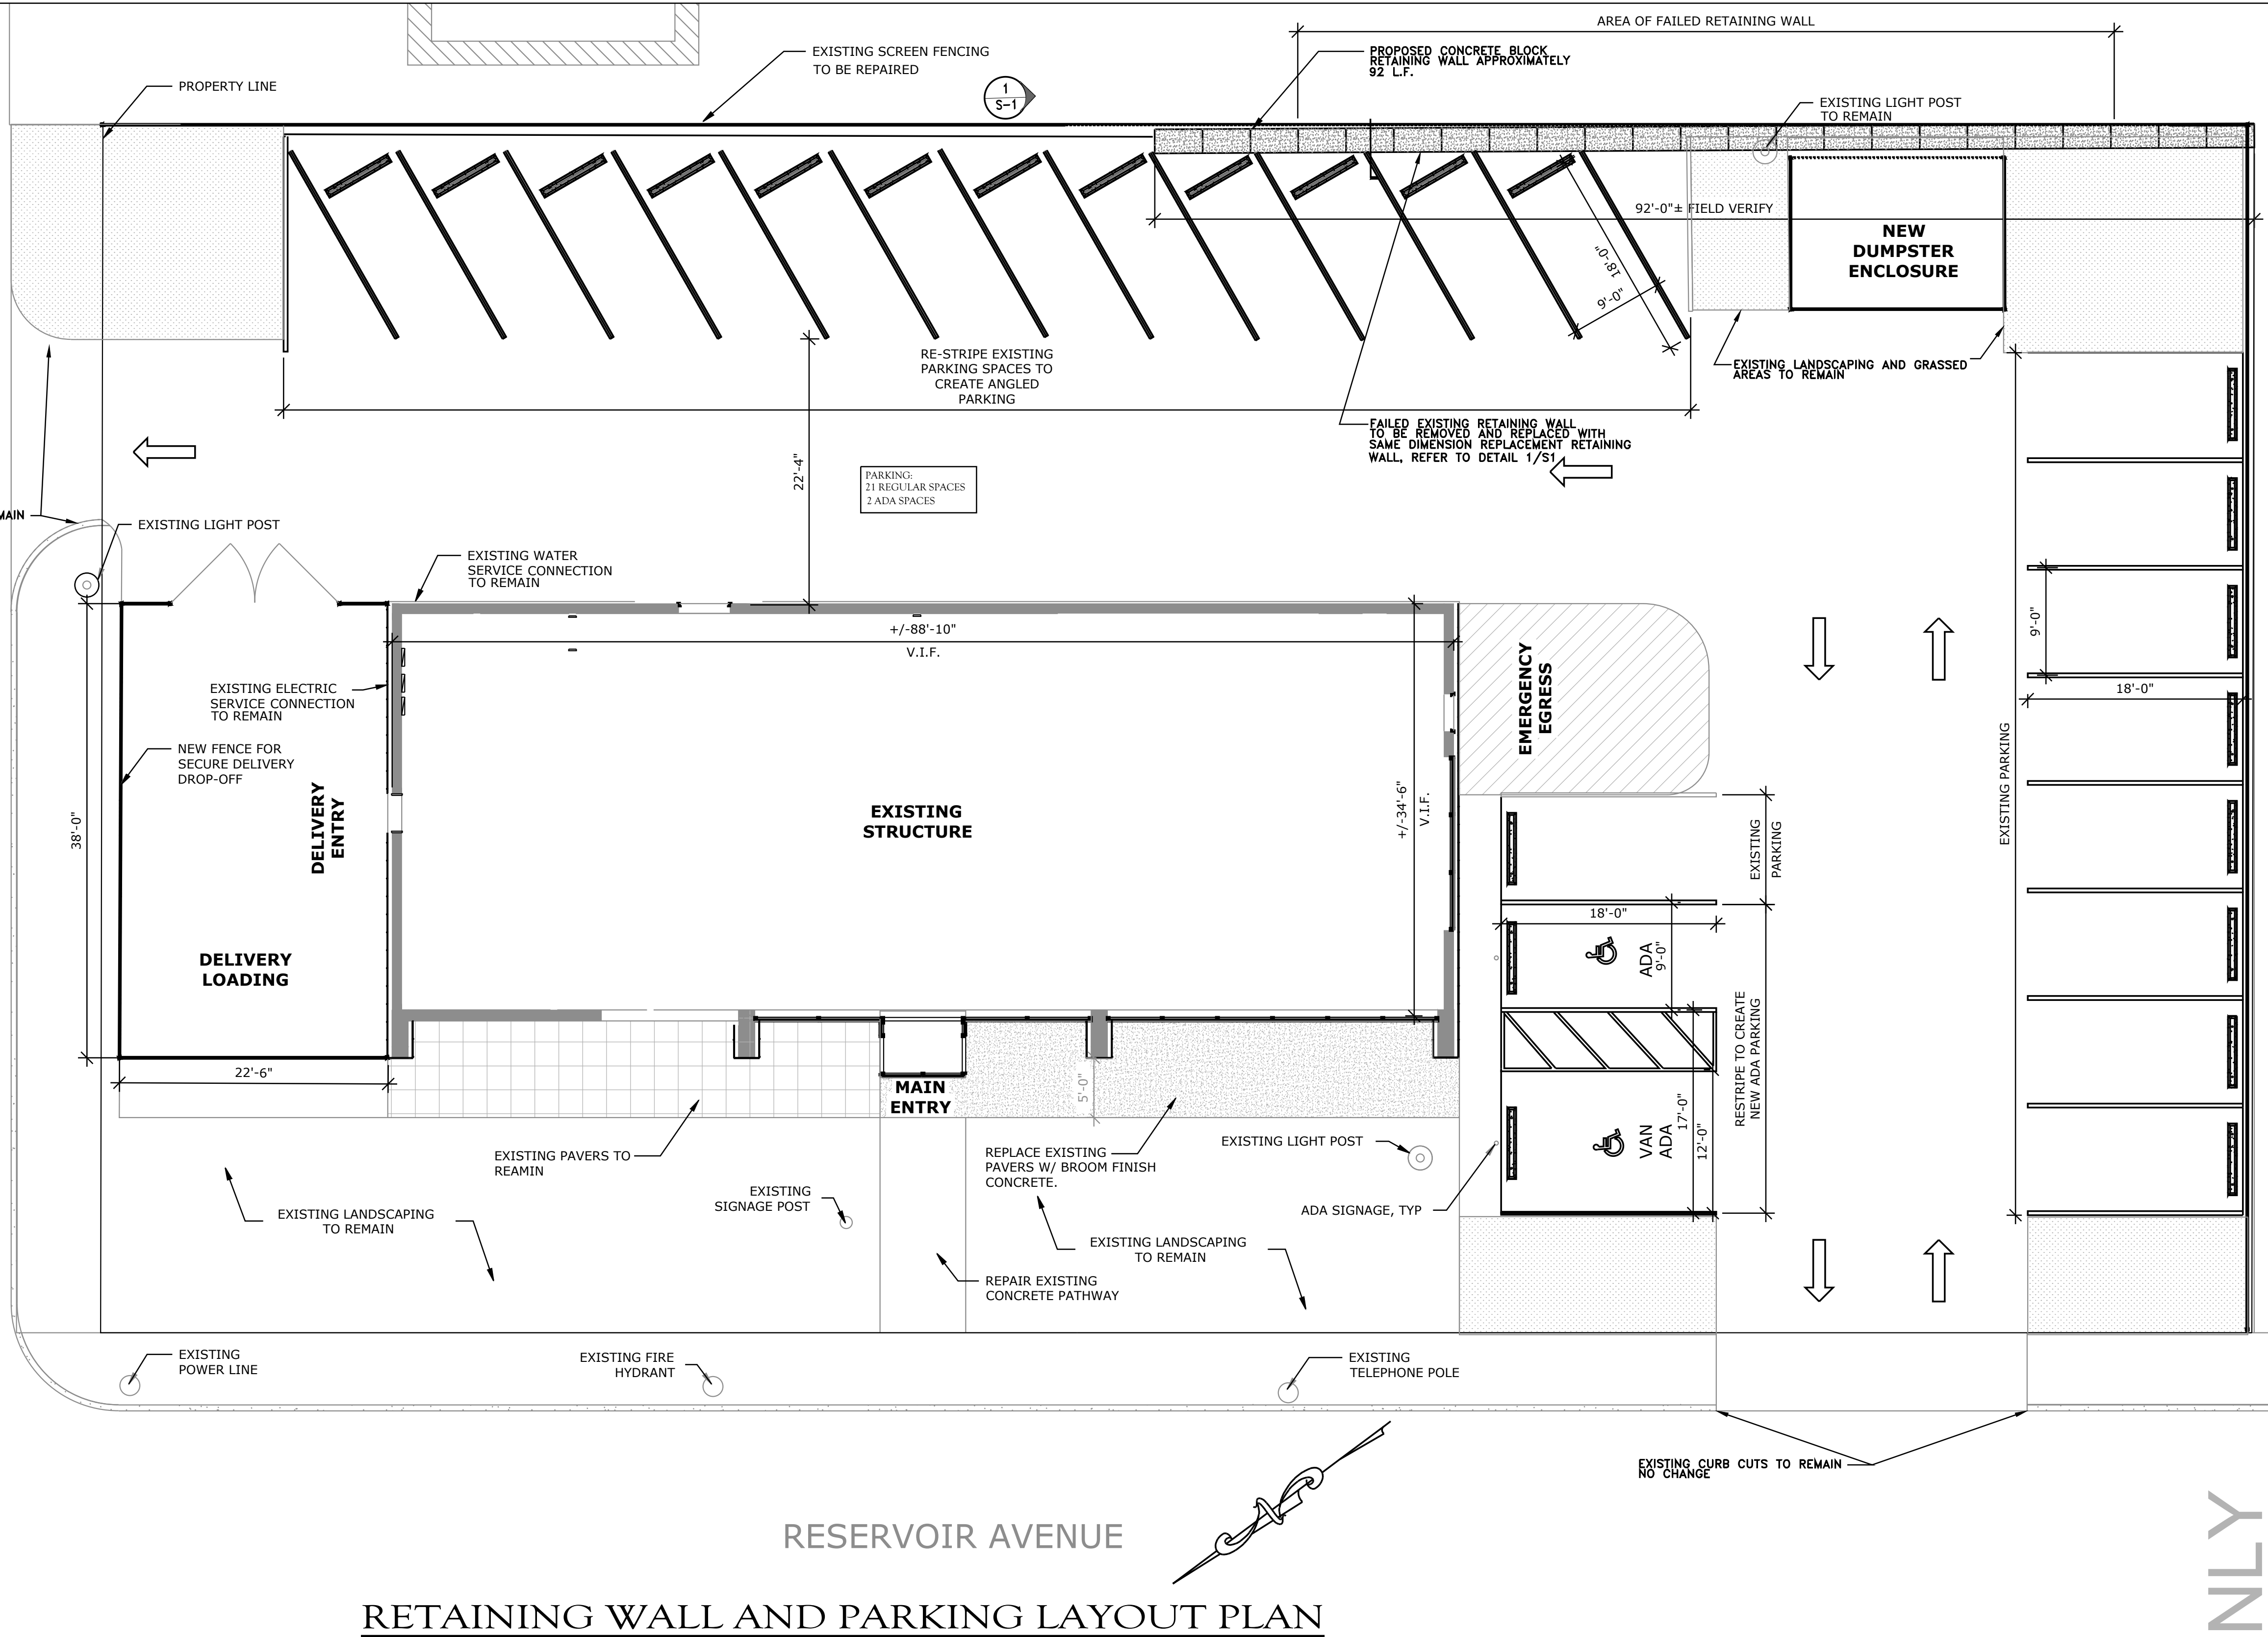 AREA OF FAILED RETAINING WALL
EXISTING SCREEN FENCING
TO BE REPAIRED
PROPOSED CONCRETE BLOCK
RETAINING WALL APPROXIMATELY
92 L.F.
PROPERTY LINE
1
S-1
EXISTING LIGHT POST
TO REMAIN
92'-0"± FIELD VERIFY
NEW
DUMPSTER
ENCLOSURE
18'-0"
9'-0"
RE-STRIPE EXISTING
PARKING SPACES TO
CREATE ANGLED
PARKING
EXISTING LANDSCAPING AND GRASSED
AREAS TO REMAIN
FAILED EXISTING RETAINING WALL
TO BE REMOVED AND REPLACED WITH
SAME DIMENSION REPLACEMENT RETAINING
WALL, REFER TO DETAIL 1/S1
22'-4"
PARKING:
21 REGULAR SPACES
2 ADA SPACES
MAIN
EXISTING LIGHT POST
EXISTING WATER
SERVICE CONNECTION
TO REMAIN
+/-88'-10"
V.I.F.
EXISTING ELECTRIC
SERVICE CONNECTION
TO REMAIN
NEW FENCE FOR
SECURE DELIVERY
DROP-OFF
DELIVERY
ENTRY
38'-0"
EXISTING
STRUCTURE
+/-34'-6"
V.I.F.
EMERGENCY
EGRESS
9'-0"
18'-0"
EXISTING PARKING
EXISTING
PARKING
18'-0"
ADA
9'-0"
DELIVERY
LOADING
RESTRIPE TO CREATE
NEW ADA PARKING
22'-6"
MAIN
ENTRY
5'-0"
VAN
ADA
17'-0"
12'-0"
EXISTING PAVERS TO
REAMIN
REPLACE EXISTING
PAVERS W/ BROOM FINISH
CONCRETE.
EXISTING LIGHT POST
EXISTING
SIGNAGE POST
ADA SIGNAGE, TYP
EXISTING LANDSCAPING
TO REMAIN
EXISTING LANDSCAPING
TO REMAIN
REPAIR EXISTING
CONCRETE PATHWAY
EXISTING
POWER LINE
EXISTING FIRE
HYDRANT
EXISTING
TELEPHONE POLE
EXISTING CURB CUTS TO REMAIN
NO CHANGE
RESERVOIR AVENUE
NLY
RETAINING WALL AND PARKING LAYOUT PLAN